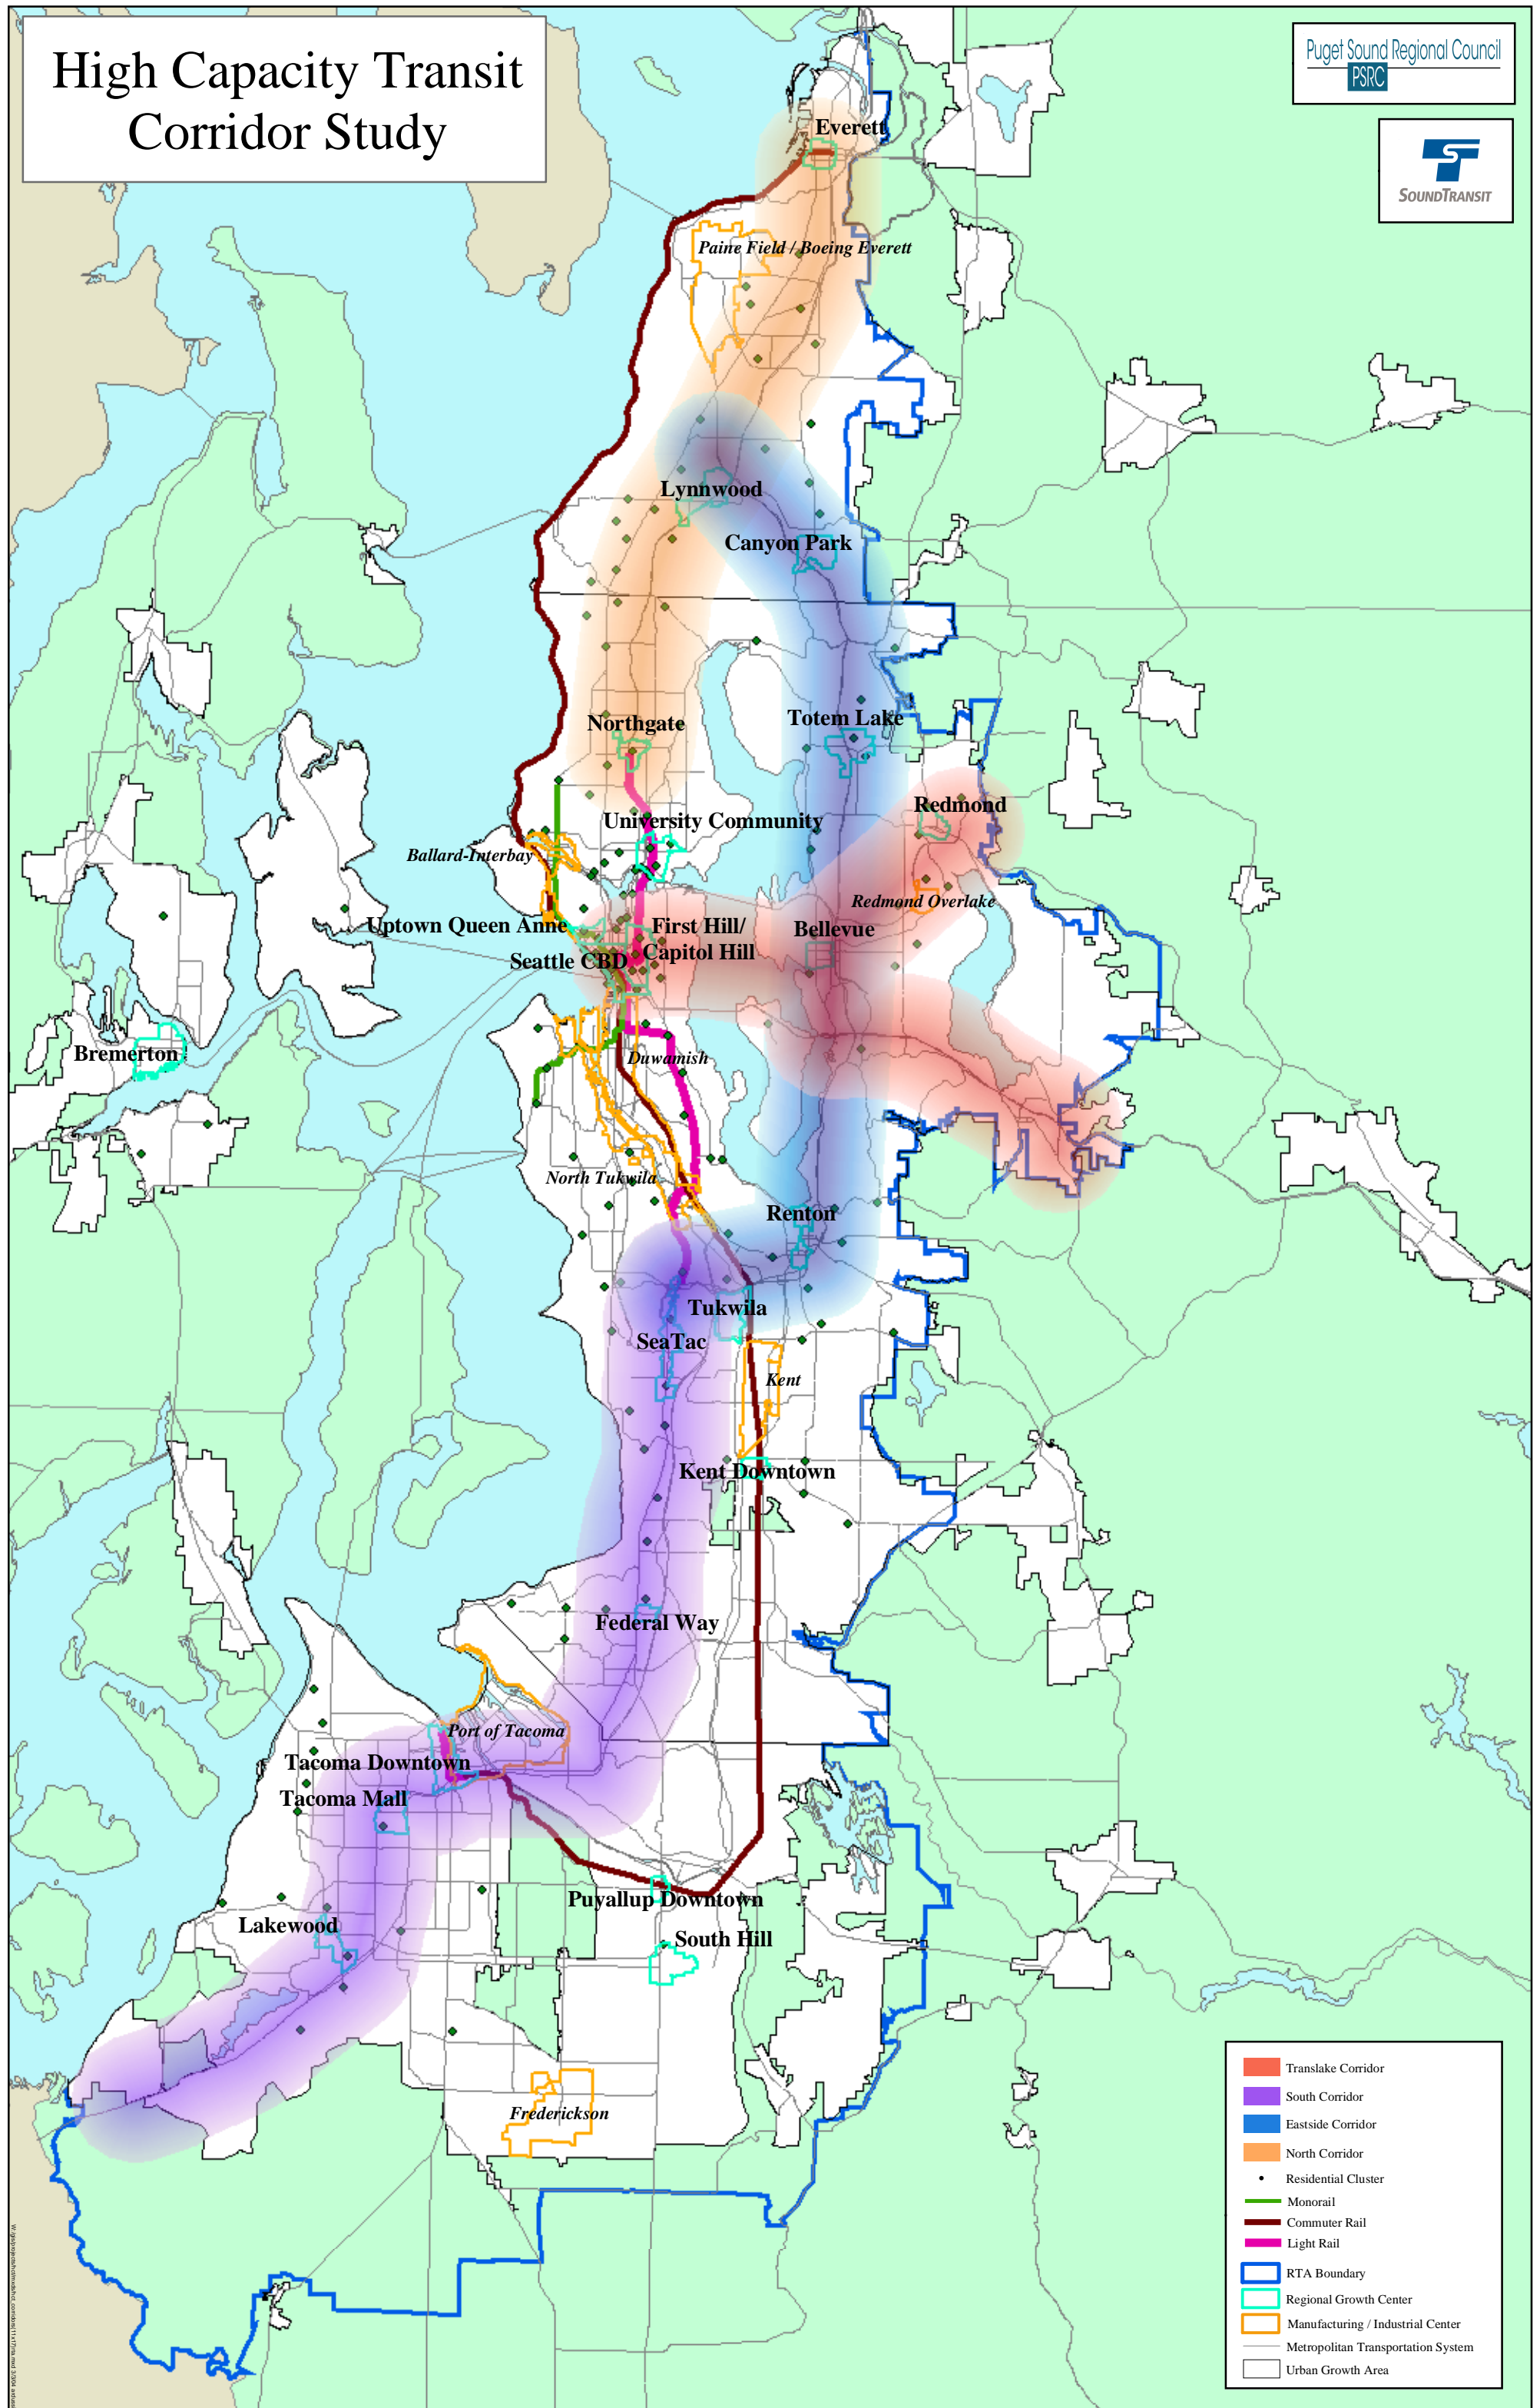 High Capacity Transit
Corridor Study
Puget Sound Regional Council
PSRC
SOUNDTRANSIT
Everett
Paine Field / Boeing Everett
Lynnwood
Canyon Park
Northgate
Totem Lake
Redmond
University Community
Ballard-Interbay
Redmond Overlake
Uptown Queen Anne
First Hill/
Capitol Hill
Bellevue
Seattle CBD
Bremerton
Duwamish
North Tukwila
Renton
Tukwila
SeaTac
Kent
Kent Downtown
Federal Way
Port of Tacoma
Tacoma Downtown
Tacoma Mall
Puyallup Downtown
Lakewood
South Hill
Frederickson
Translake Corridor
South Corridor
Eastside Corridor
North Corridor
Residential Cluster
Monorail
Commuter Rail
Light Rail
RTA Boundary
Regional Growth Center
Manufacturing / Industrial Center
Metropolitan Transportation System
Urban Growth Area